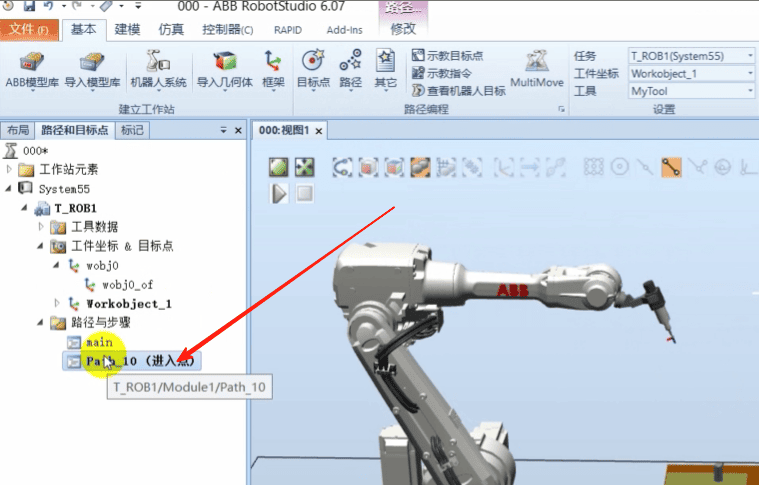 000 - ABB RobotStudio 6.07
路径...
文件(F) 基本 建模 仿真 控制器(C) RAPID Add-Ins 修改
ABB模型库 导入模型库 机器人系统 导入几何体 框架
建立工作站
目标点 路径 其它
示教目标点
示教指令
查看机器人目标
MultiMove
路径编程
任务 T_ROB1(System55)
工件坐标 Workobject_1
工具 MyTool
设置
布局 路径和目标点 标记
000:视图1
000*
工作站元素
System55
T_ROB1
工具数据
工件坐标 & 目标点
wobj0
wobj0_of
Workobject_1
路径与步骤
main
Path_10 (进入点)
T_ROB1/Module1/Path_10
ABB